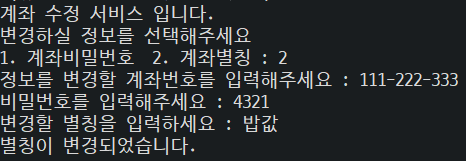 계좌 수정 서비스 입니다.
변경하실 정보를 선택해주세요
1. 계좌비밀번호  2. 계좌별칭 : 2
정보를 변경할 계좌번호를 입력해주세요 : 111-222-333
비밀번호를 입력해주세요 : 4321
변경할 별칭을 입력하세요 : 밥값
별칭이 변경되었습니다.